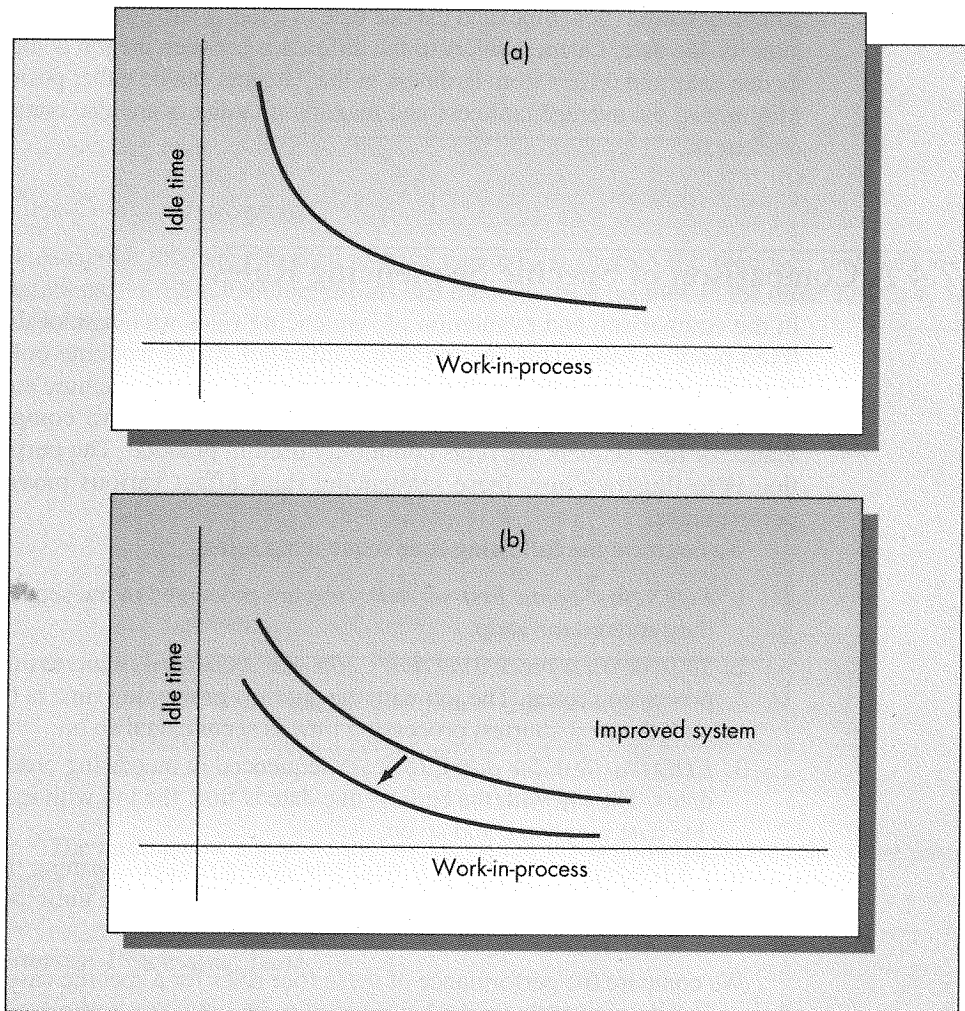 (a)
Idle time
Work-in-process
(b)
Idle time
Improved system
Work-in-process